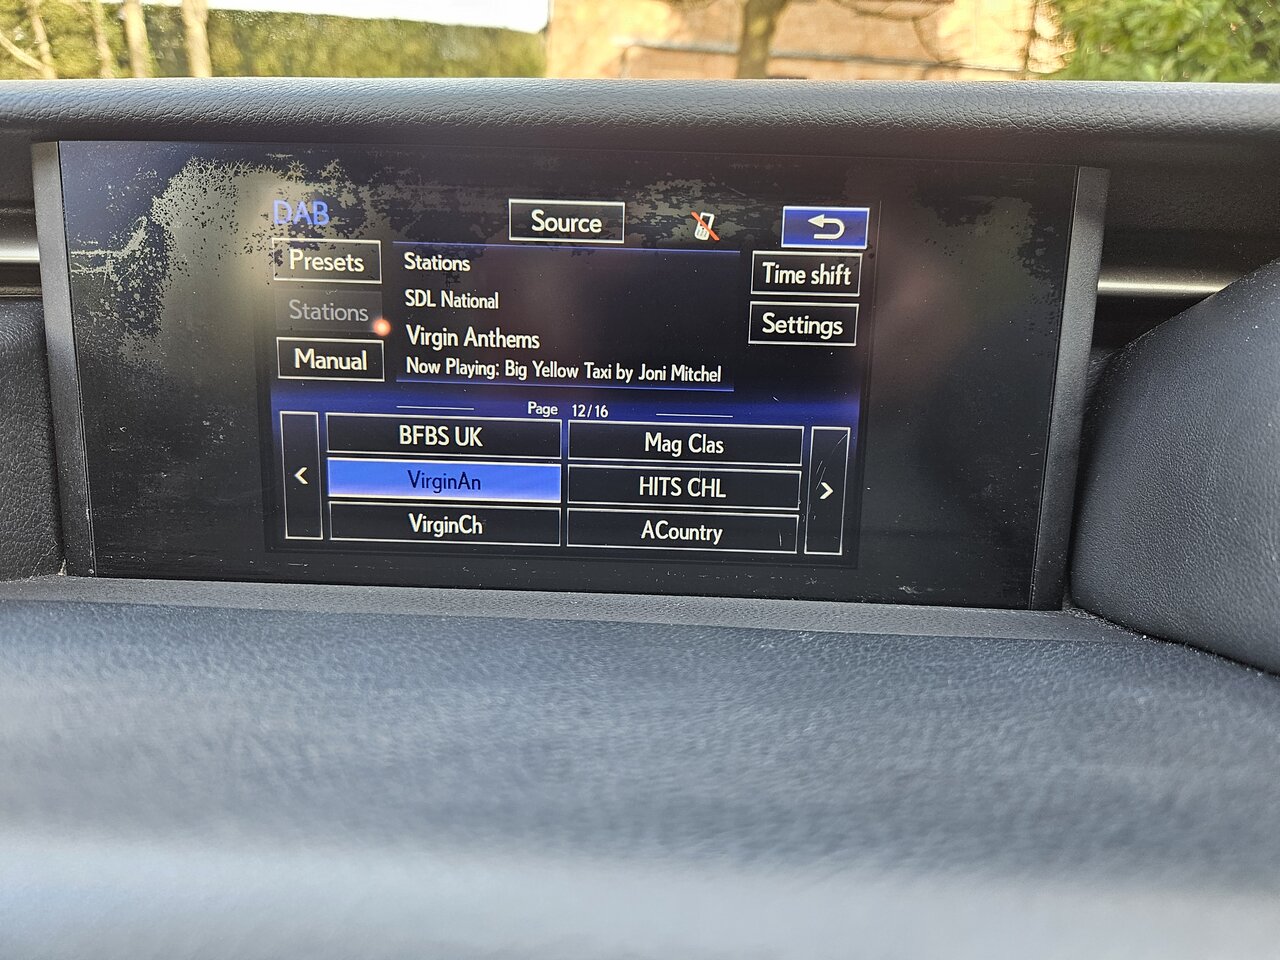 DAB
Source
Presets
Stations
Time shift
Stations
SDL National
Virgin Anthems
Settings
Manual
Now Playing: Big Yellow Taxi by Joni Mitchel
Page 12/16
BFBS UK
Mag Clas
<
VirginAn
HITS CHL
>
VirginCh
ACountry